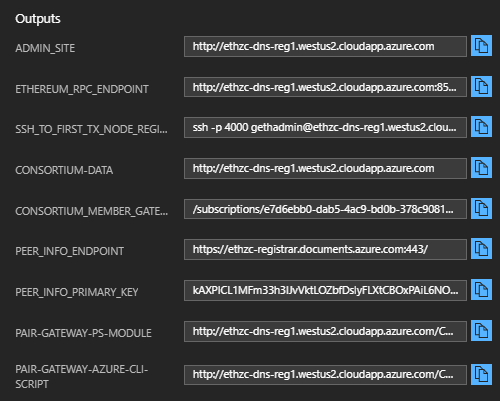 Outputs
ADMIN_SITE
http://ethzc-dns-reg1.westus2.cloudapp.azure.com
ETHEREUM_RPC_ENDPOINT
http://ethzc-dns-reg1.westus2.cloudapp.azure.com:85...
SSH_TO_FIRST_TX_NODE_REGI...
ssh -p 4000 gethadmin@ethzc-dns-reg1.westus2.clou...
CONSORTIUM-DATA
http://ethzc-dns-reg1.westus2.cloudapp.azure.com
CONSORTIUM_MEMBER_GATE...
/subscriptions/e7d6ebb0-dab5-4ac9-bd0b-378c9081...
PEER_INFO_ENDPOINT
https://ethzc-registrar.documents.azure.com:443/
PEER_INFO_PRIMARY_KEY
kAXPICL1MFm33h3IJvVktLOZbfDslyFLXtCBOxPAiL6NO...
PAIR-GATEWAY-PS-MODULE
http://ethzc-dns-reg1.westus2.cloudapp.azure.com/C...
PAIR-GATEWAY-AZURE-CLI-
SCRIPT
http://ethzc-dns-reg1.westus2.cloudapp.azure.com/C...